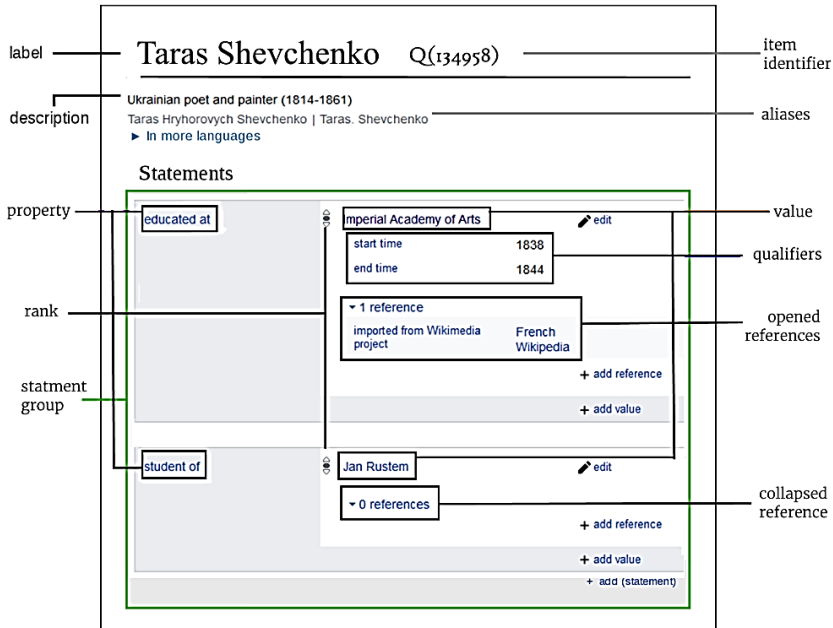 label
Taras Shevchenko Q(134958)
item
identifier
description
Ukrainian poet and painter (1814-1861)
Taras Hryhorovych Shevchenko | Taras. Shevchenko
aliases
► In more languages
Statements
property
educated at
Imperial Academy of Arts
edit
value
start time 1838
end time 1844
qualifiers
rank
1 reference
imported from Wikimedia
project
French
Wikipedia
opened
references
+ add reference
statment
group
+ add value
student of
Jan Rustem
edit
0 references
collapsed
reference
+ add reference
+ add value
+ add (statement)